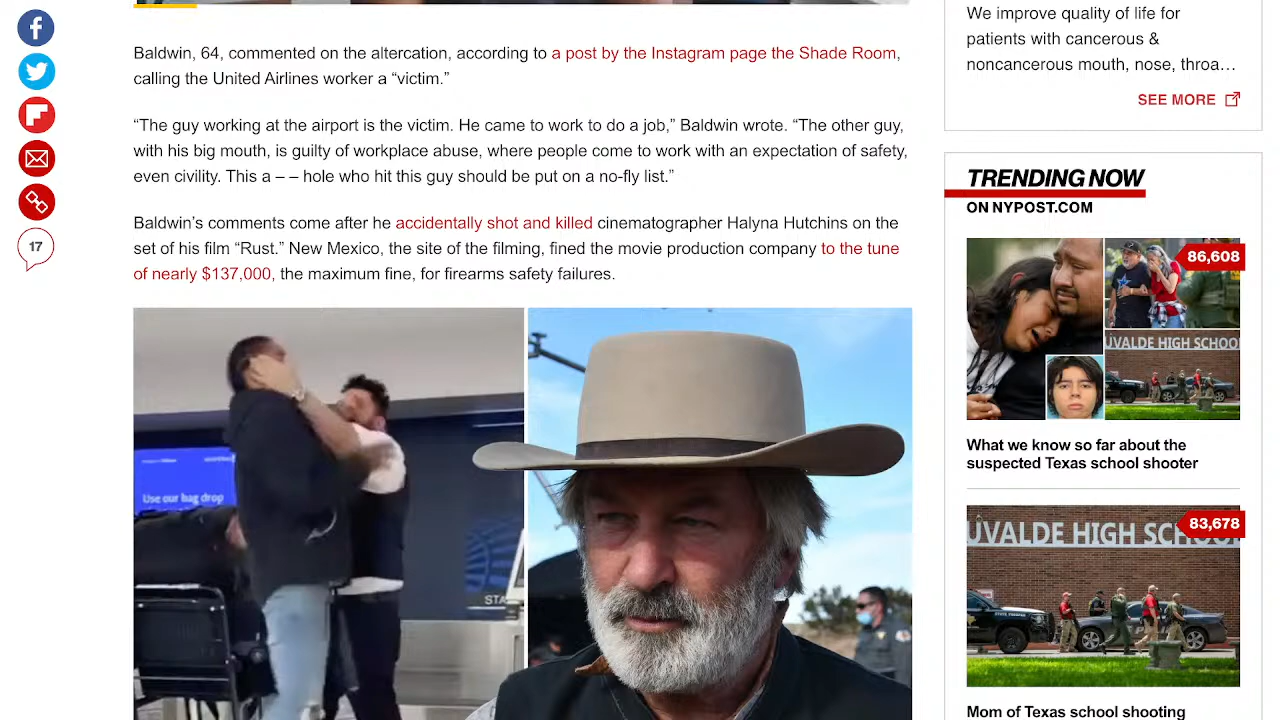 Baldwin, 64, commented on the altercation, according to a post by the Instagram page the Shade Room,
calling the United Airlines worker a “victim.”
“The guy working at the airport is the victim. He came to work to do a job,” Baldwin wrote. “The other guy,
with his big mouth, is guilty of workplace abuse, where people come to work with an expectation of safety,
even civility. This a – – hole who hit this guy should be put on a no-fly list.”
Baldwin’s comments come after he accidentally shot and killed cinematographer Halyna Hutchins on the
set of his film “Rust.” New Mexico, the site of the filming, fined the movie production company to the tune
of nearly $137,000, the maximum fine, for firearms safety failures.
17
Use our bag drop
STA
We improve quality of life for
patients with cancerous &
noncancerous mouth, nose, throa…
SEE MORE
TRENDING NOW
ON NYPOST.COM
86,608
UVALDE HIGH SCHOO
What we know so far about the
suspected Texas school shooter
83,678
UVALDE HIGH SCHOOL
Mom of Texas school shooting